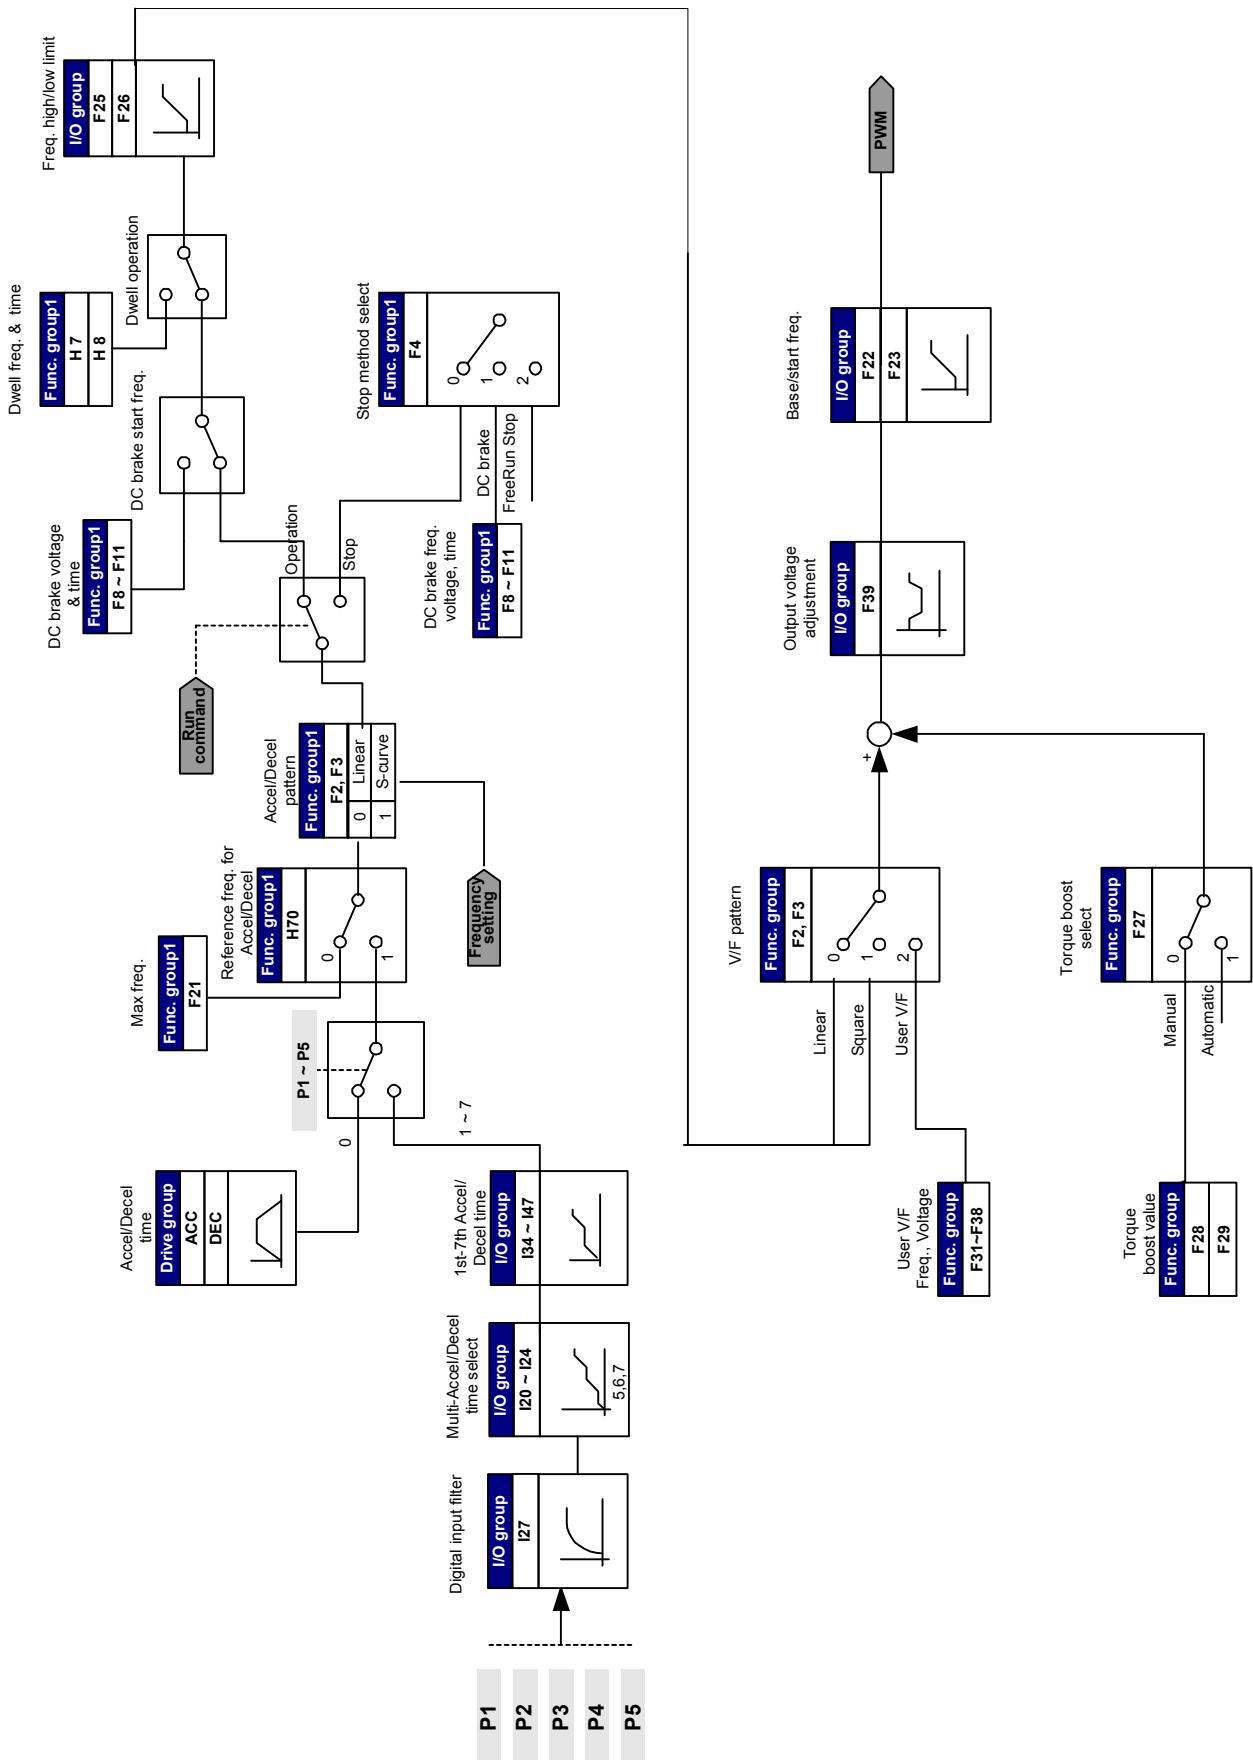 P1
P2
P3
P4
P5
Digital input filter
I/O group
I27
Multi-Accel/Decel
time select
I/O group
I20 ~ I24
5,6,7
1st-7th Accel/
Decel time
I/O group
I34 ~ I47
Accel/Decel
time
Drive group
ACC
DEC
0
1 ~ 7
P1 ~ P5
Max freq.
Func. group1
F21
Reference freq. for
Accel/Decel
Func. group1
H70
0
1
Frequency
setting
Accel/Decel
pattern
Func. group1
F2, F3
0
Linear
1
S-curve
Run
command
Operation
Stop
DC brake voltage
& time
Func. group1
F8 ~ F11
DC brake start freq.
DC brake freq.
voltage, time
Func. group1
F8 ~ F11
DC brake
FreeRun Stop
Stop method select
Func. group1
F4
0
1
2
Dwell freq. & time
Func. group1
H 7
H 8
Dwell operation
Freq. high/low limit
I/O group
F25
F26
User V/F
Freq., Voltage
Func. group
F31~F38
Linear
Square
User V/F
V/F pattern
Func. group
F2, F3
0
1
2
+
Torque
boost value
Func. group
F28
F29
Manual
Automatic
Torque boost
select
Func. group
F27
0
1
Output voltage
adjustment
I/O group
F39
Base/start freq.
I/O group
F22
F23
PWM